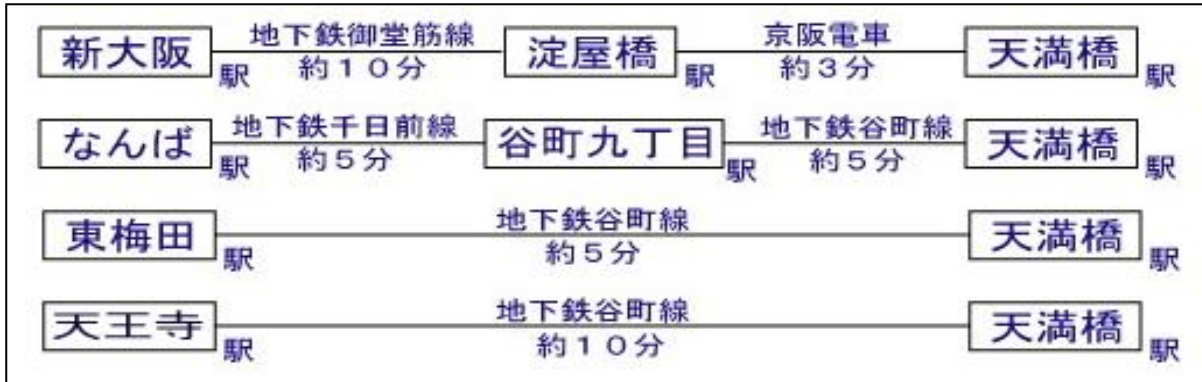 新大阪駅 地下鉄御堂筋線 約10分 淀屋橋駅 京阪電車 約3分 天満橋駅
なんば駅 地下鉄千日前線 約5分 谷町九丁目駅 地下鉄谷町線 約5分 天満橋駅
東梅田駅 地下鉄谷町線 約5分 天満橋駅
天王寺駅 地下鉄谷町線 約10分 天満橋駅